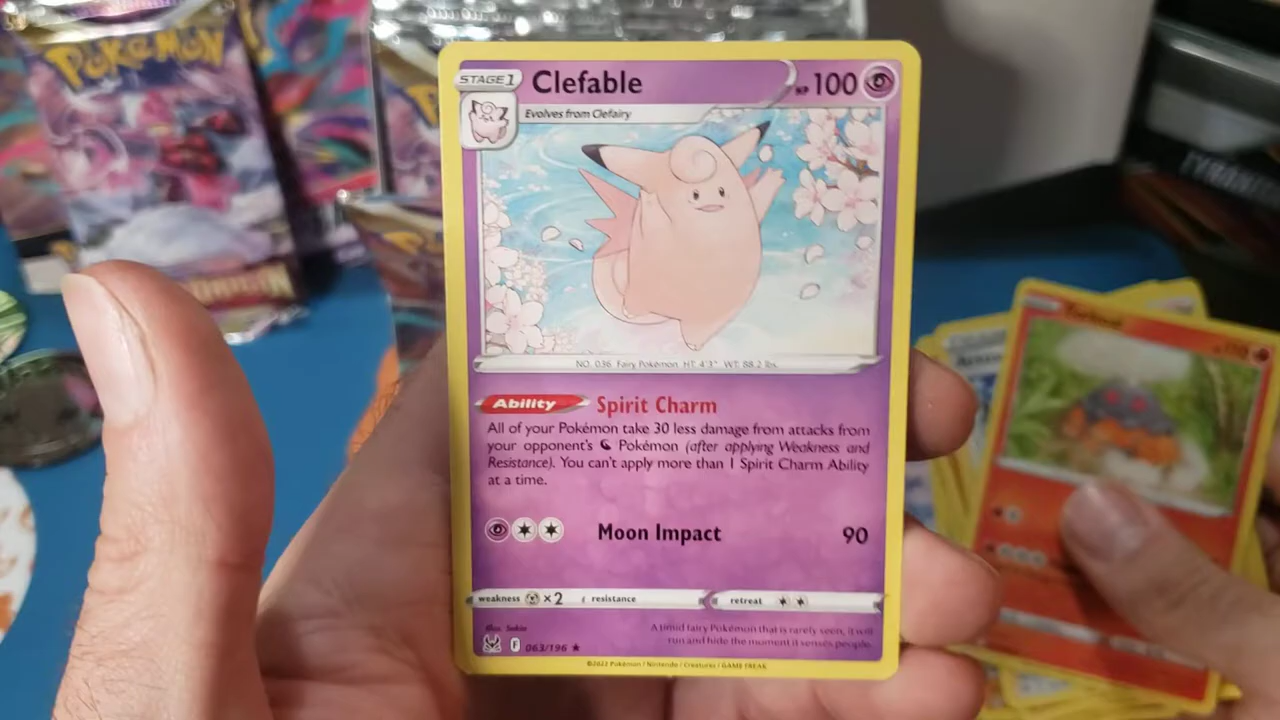 POKEMON
STAGE 1
Clefable
HP 100
Evolves from Clefairy
NO. 036 Fairy Pokémon HT: 4'3" WT: 88.2 lbs.
Ability
Spirit Charm
All of your Pokémon take 30 less damage from attacks from
your opponent's Pokémon (after applying Weakness and
Resistance). You can't apply more than 1 Spirit Charm Ability
at a time.
Moon Impact 90
weakness ×2 resistance retreat
Illus. Sekio
A timid fairy Pokémon that is rarely seen, it will
run and hide the moment it senses people.
F 063/196 ★
©2022 Pokémon / Nintendo / Creatures / GAME FREAK